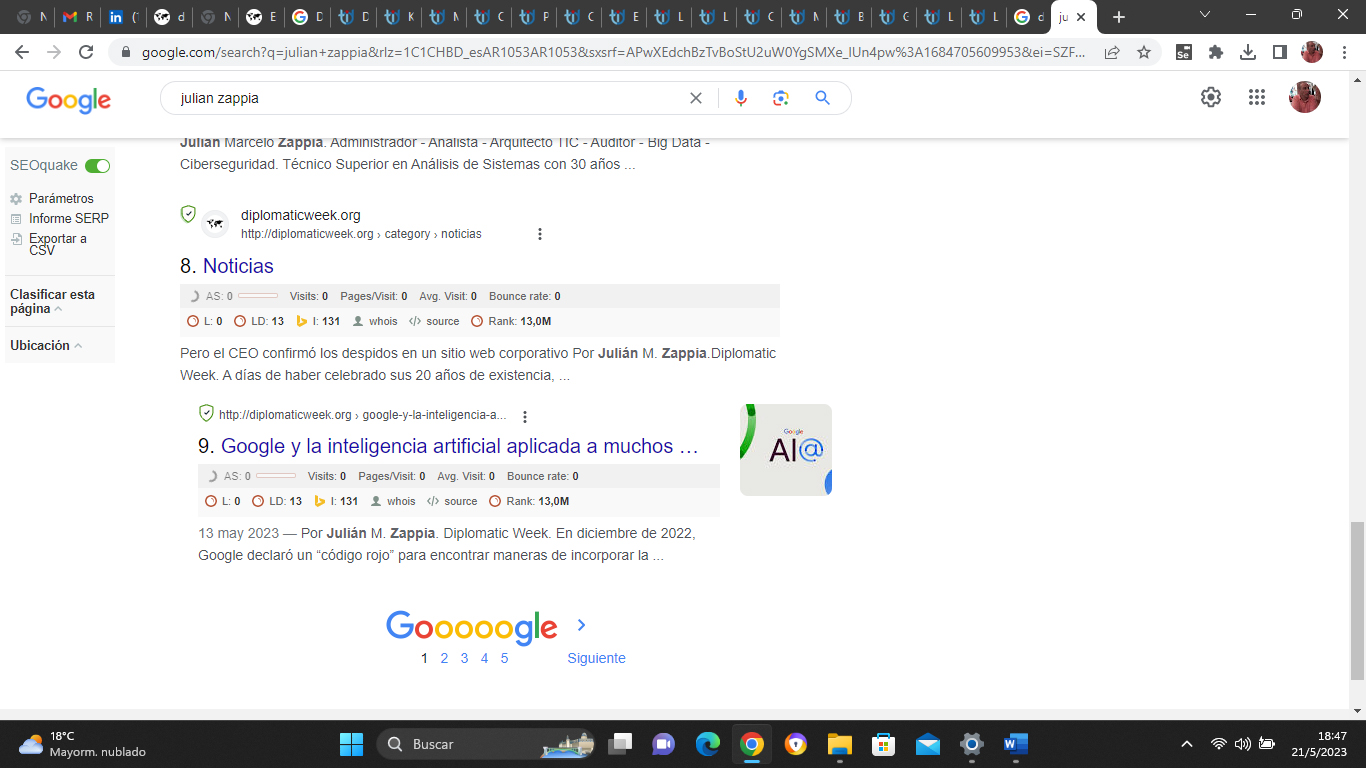 N
R
(1
d
N
E
D
D
K
M
C
P
C
E
L
L
C
M
B
G
L
L
d
ju
google.com/search?q=julian+zappia&rlz=1C1CHBD_esAR1053AR1053&sxsrf=APwXEdchBzTvBoStU2uW0YgSMXe_lUn4pw%3A1684705609953&ei=SZF...
Google
julian zappia
SEOquake
Parámetros
Informe SERP
Exportar a
CSV
Clasificar esta
página
Ubicación
Julian Marcelo Zappia. Administrador - Analista - Arquitecto TIC - Auditor - Big Data -
Ciberseguridad. Técnico Superior en Análisis de Sistemas con 30 años ...
diplomaticweek.org
http://diplomaticweek.org › category › noticias
8. Noticias
AS: 0 Visits: 0 Pages/Visit: 0 Avg. Visit: 0 Bounce rate: 0
L: 0 LD: 13 I: 131 whois source Rank: 13,0M
Pero el CEO confirmó los despidos en un sitio web corporativo Por Julián M. Zappia.Diplomatic
Week. A días de haber celebrado sus 20 años de existencia, ...
http://diplomaticweek.org › google-y-la-inteligencia-a...
9. Google y la inteligencia artificial aplicada a muchos ...
AS: 0 Visits: 0 Pages/Visit: 0 Avg. Visit: 0 Bounce rate: 0
L: 0 LD: 13 I: 131 whois source Rank: 13,0M
13 may 2023 — Por Julián M. Zappia. Diplomatic Week. En diciembre de 2022,
Google declaró un “código rojo” para encontrar maneras de incorporar la ...
Google
AI@
Gooooogle
1 2 3 4 5 Siguiente
18°C
Mayorm. nublado
Buscar
18:47
21/5/2023